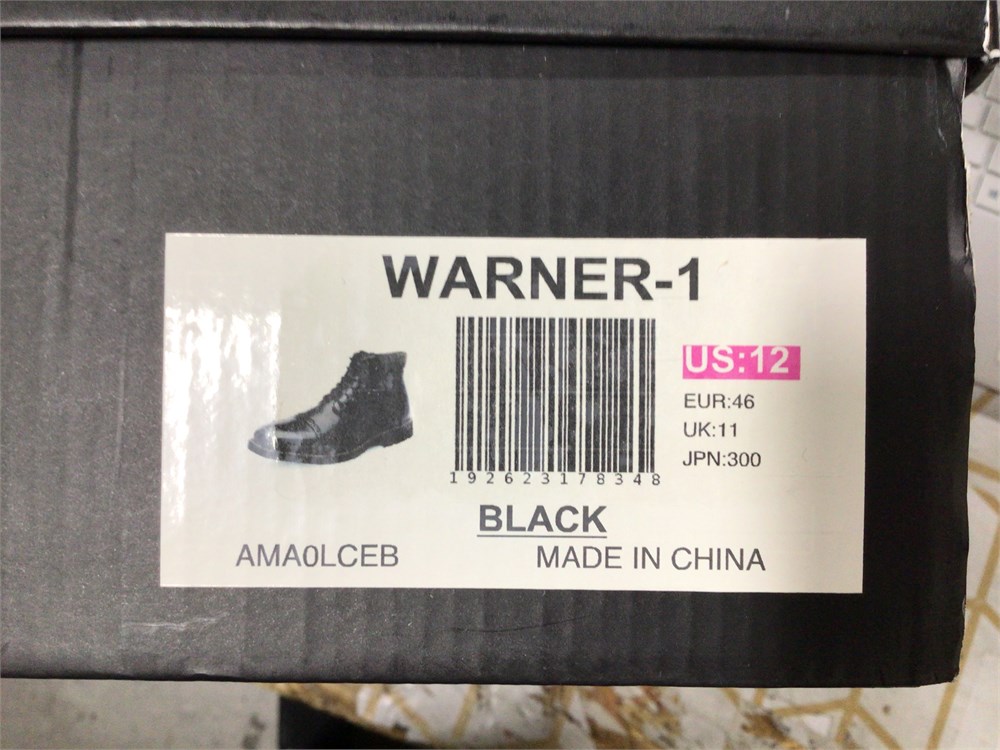 WARNER-1
US:12
EUR:46
UK:11
JPN:300
192623178348
BLACK
AMA0LCEB
MADE IN CHINA